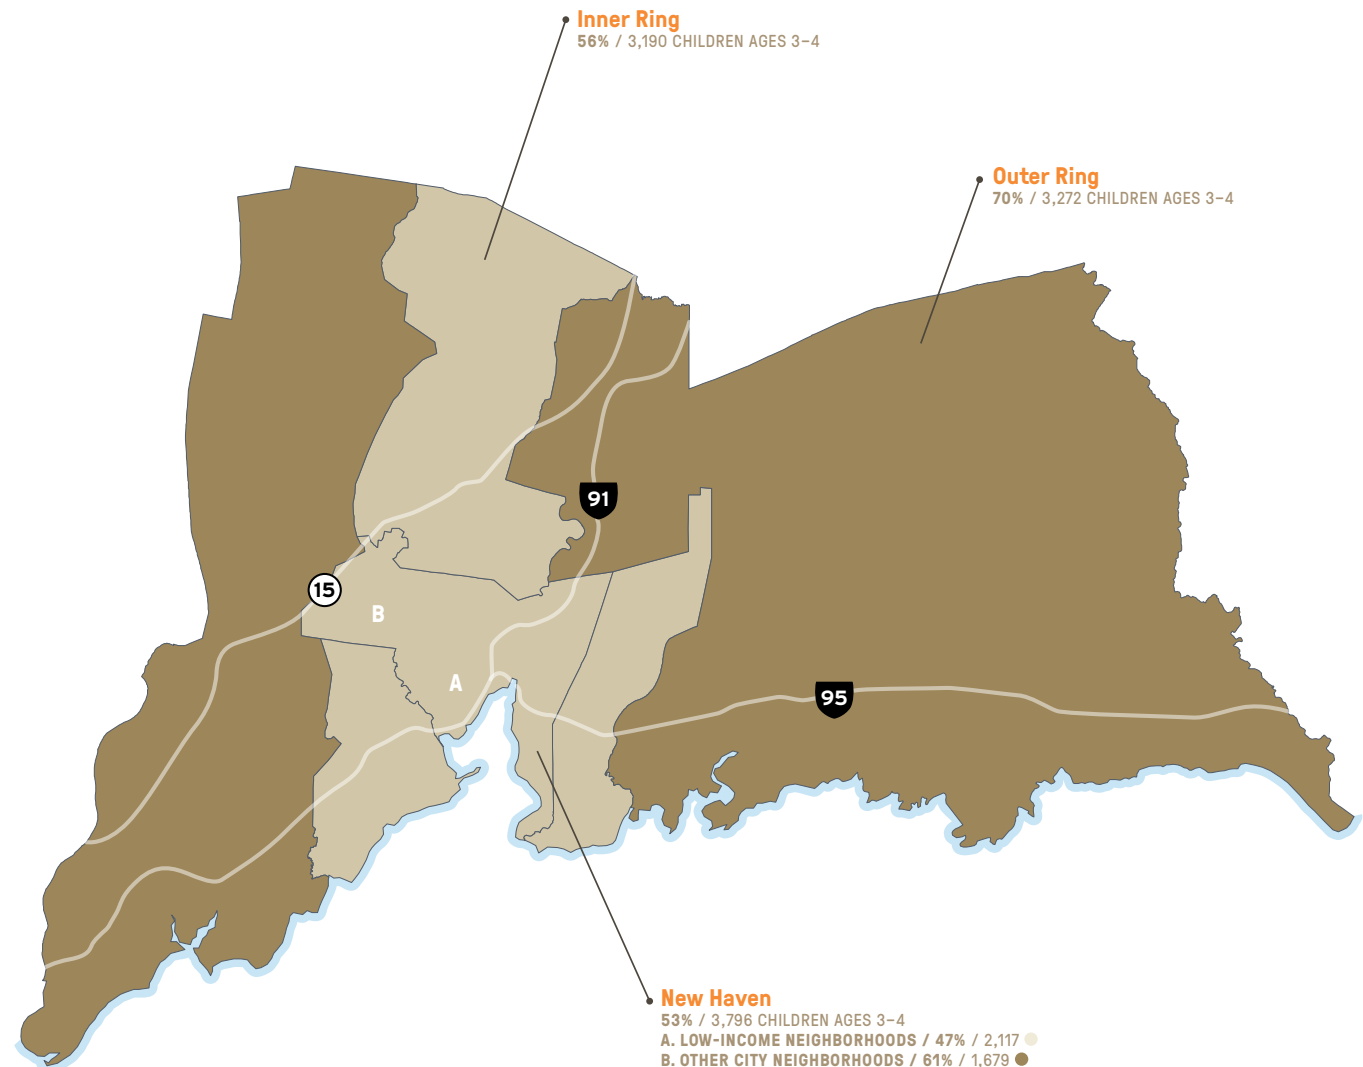 Inner Ring
56% / 3,190 CHILDREN AGES 3–4
Outer Ring
70% / 3,272 CHILDREN AGES 3–4
91
15
B
A
95
New Haven
53% / 3,796 CHILDREN AGES 3–4
A. LOW-INCOME NEIGHBORHOODS / 47% / 2,117
B. OTHER CITY NEIGHBORHOODS / 61% / 1,679